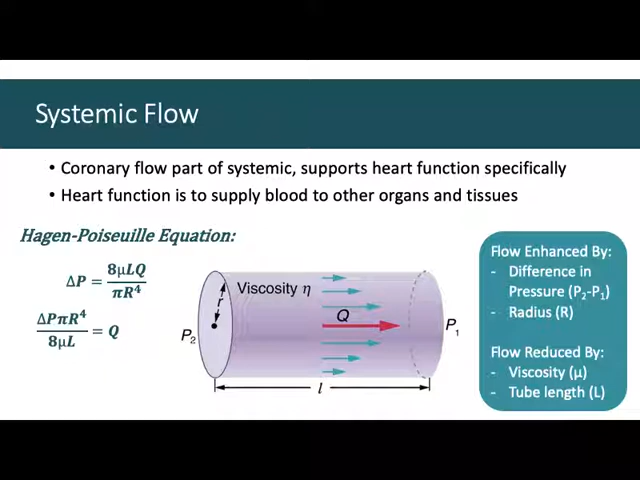 Systemic Flow
• Coronary flow part of systemic, supports heart function specifically
• Heart function is to supply blood to other organs and tissues
Hagen-Poiseuille Equation:
ΔP = 8μLQ / πR⁴
ΔPπR⁴ / 8μL = Q
Viscosity η
r
Q
P₂
P₁
l
Flow Enhanced By:
- Difference in
Pressure (P₂-P₁)
- Radius (R)
Flow Reduced By:
- Viscosity (μ)
- Tube length (L)